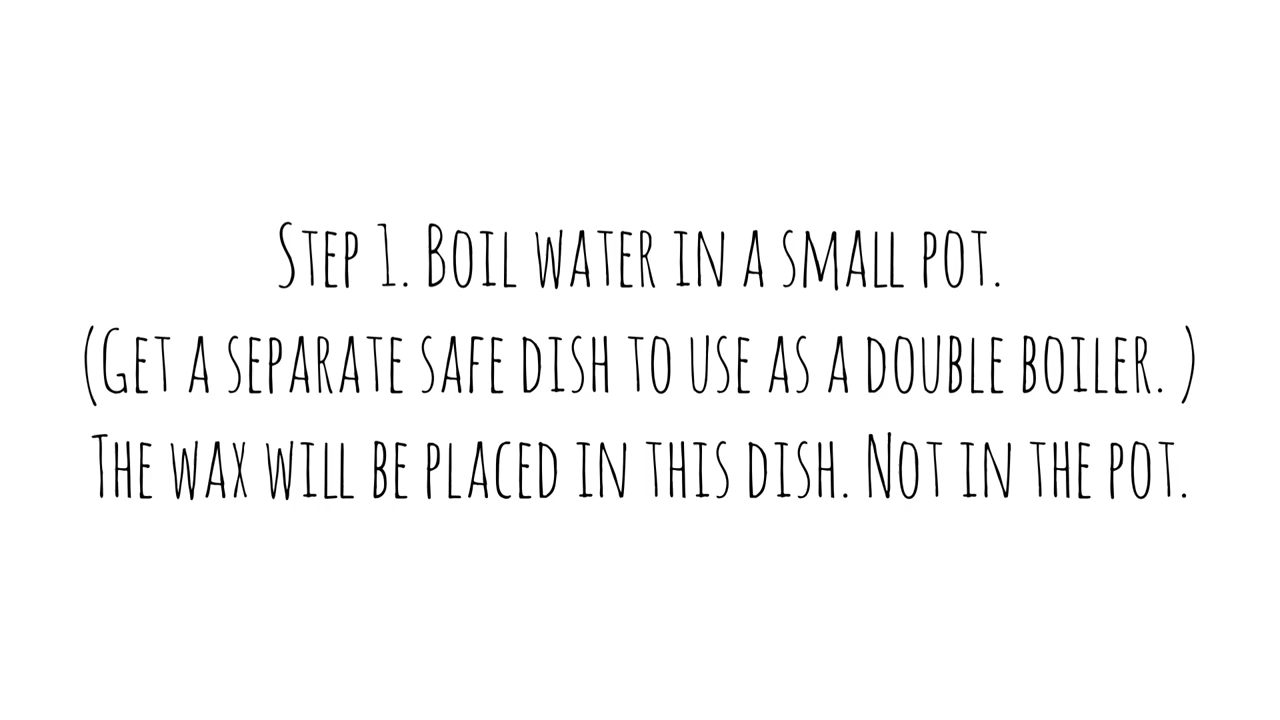 Step 1. Boil water in a small pot.
(Get a separate safe dish to use as a double boiler. )
The wax will be placed in this dish. Not in the pot.